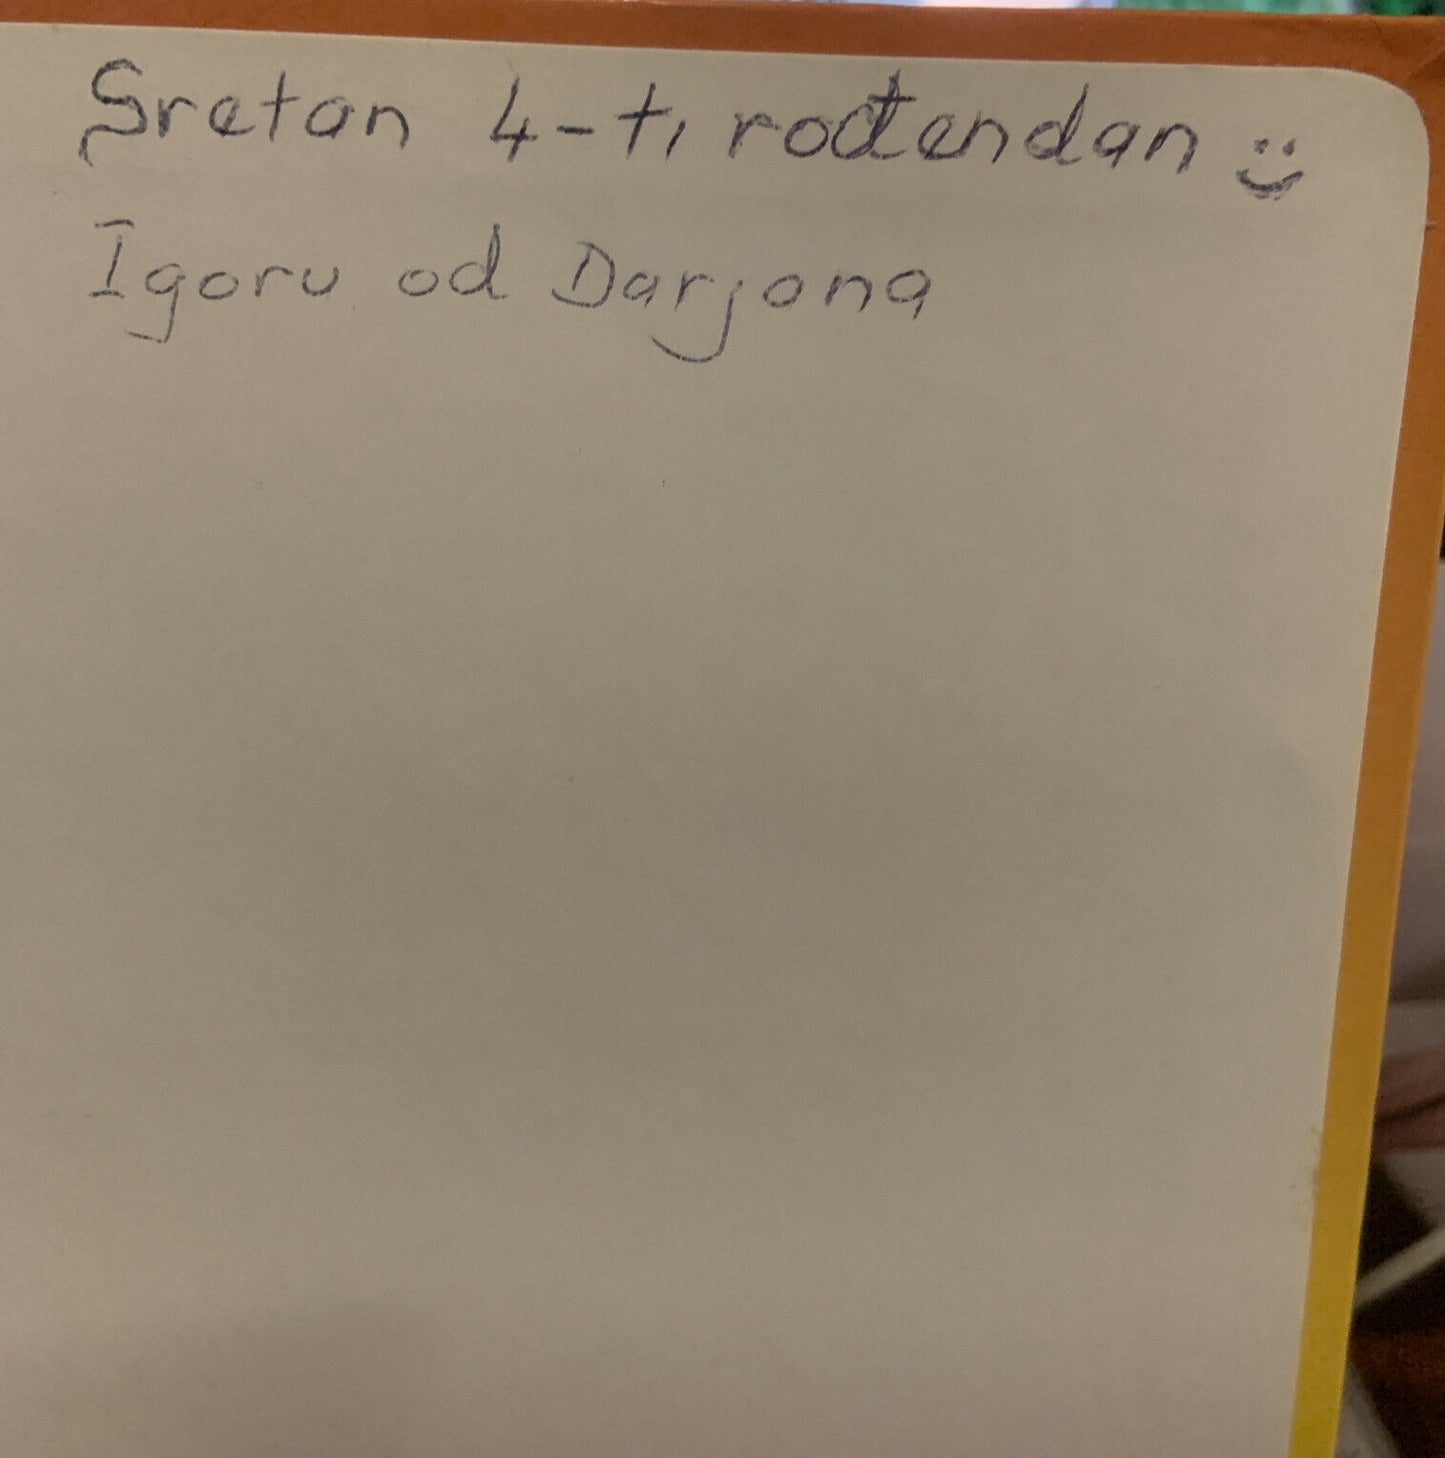 Sretan 4-ti rođendan :)
Igoru od Darjana